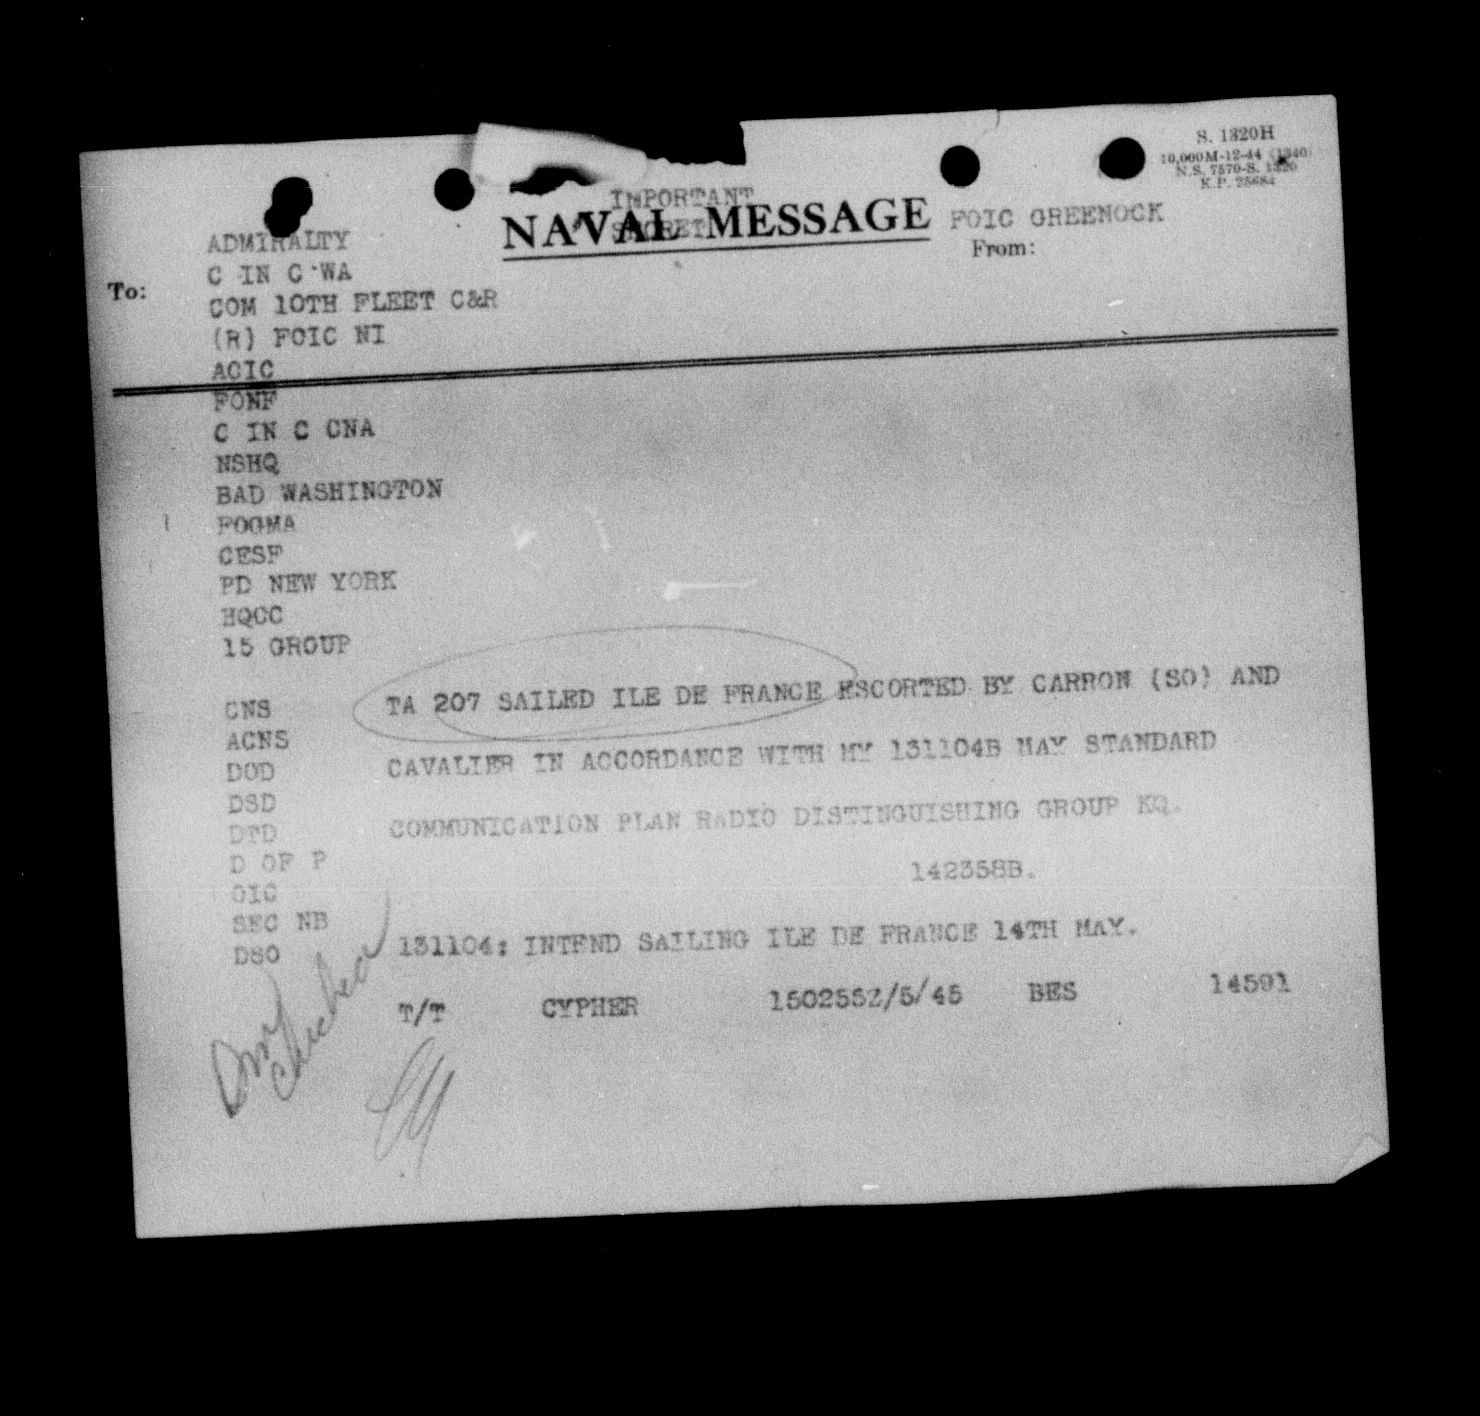 S. 1320H
10,000M-12-44 (1340)
N.S. 7570-S. 1320
K.P. 25684
IMPORTANT
SECRET
NAVAL MESSAGE
FOIC GREENOCK
From:
To:
ADMIRALTY
C IN C WA
COM 10TH FLEET C&R
(R) FOIC NI
ACIC
FONF
C IN C CNA
NSHQ
BAD WASHINGTON
FOGMA
CESF
PD NEW YORK
HQCC
15 GROUP
CNS
ACNS
DOD
DSD
DTD
D OF P
OIC
SEC NB
DSO
TA 207 SAILED ILE DE FRANCE ESCORTED BY CARRON (SO) AND
CAVALIER IN ACCORDANCE WITH MY 131104B MAY STANDARD
COMMUNICATION PLAN RADIO DISTINGUISHING GROUP KQ.
142358B.
131104: INTEND SAILING ILE DE FRANCE 14TH MAY.
T/T CYPHER 150255Z/5/45 BES 14591